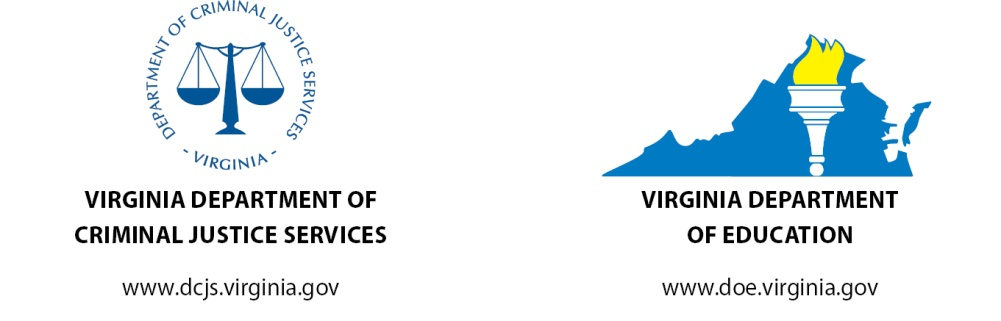 DEPARTMENT OF CRIMINAL JUSTICE SERVICES
- VIRGINIA -
VIRGINIA DEPARTMENT OF
CRIMINAL JUSTICE SERVICES
www.dcjs.virginia.gov
VIRGINIA DEPARTMENT
OF EDUCATION
www.doe.virginia.gov